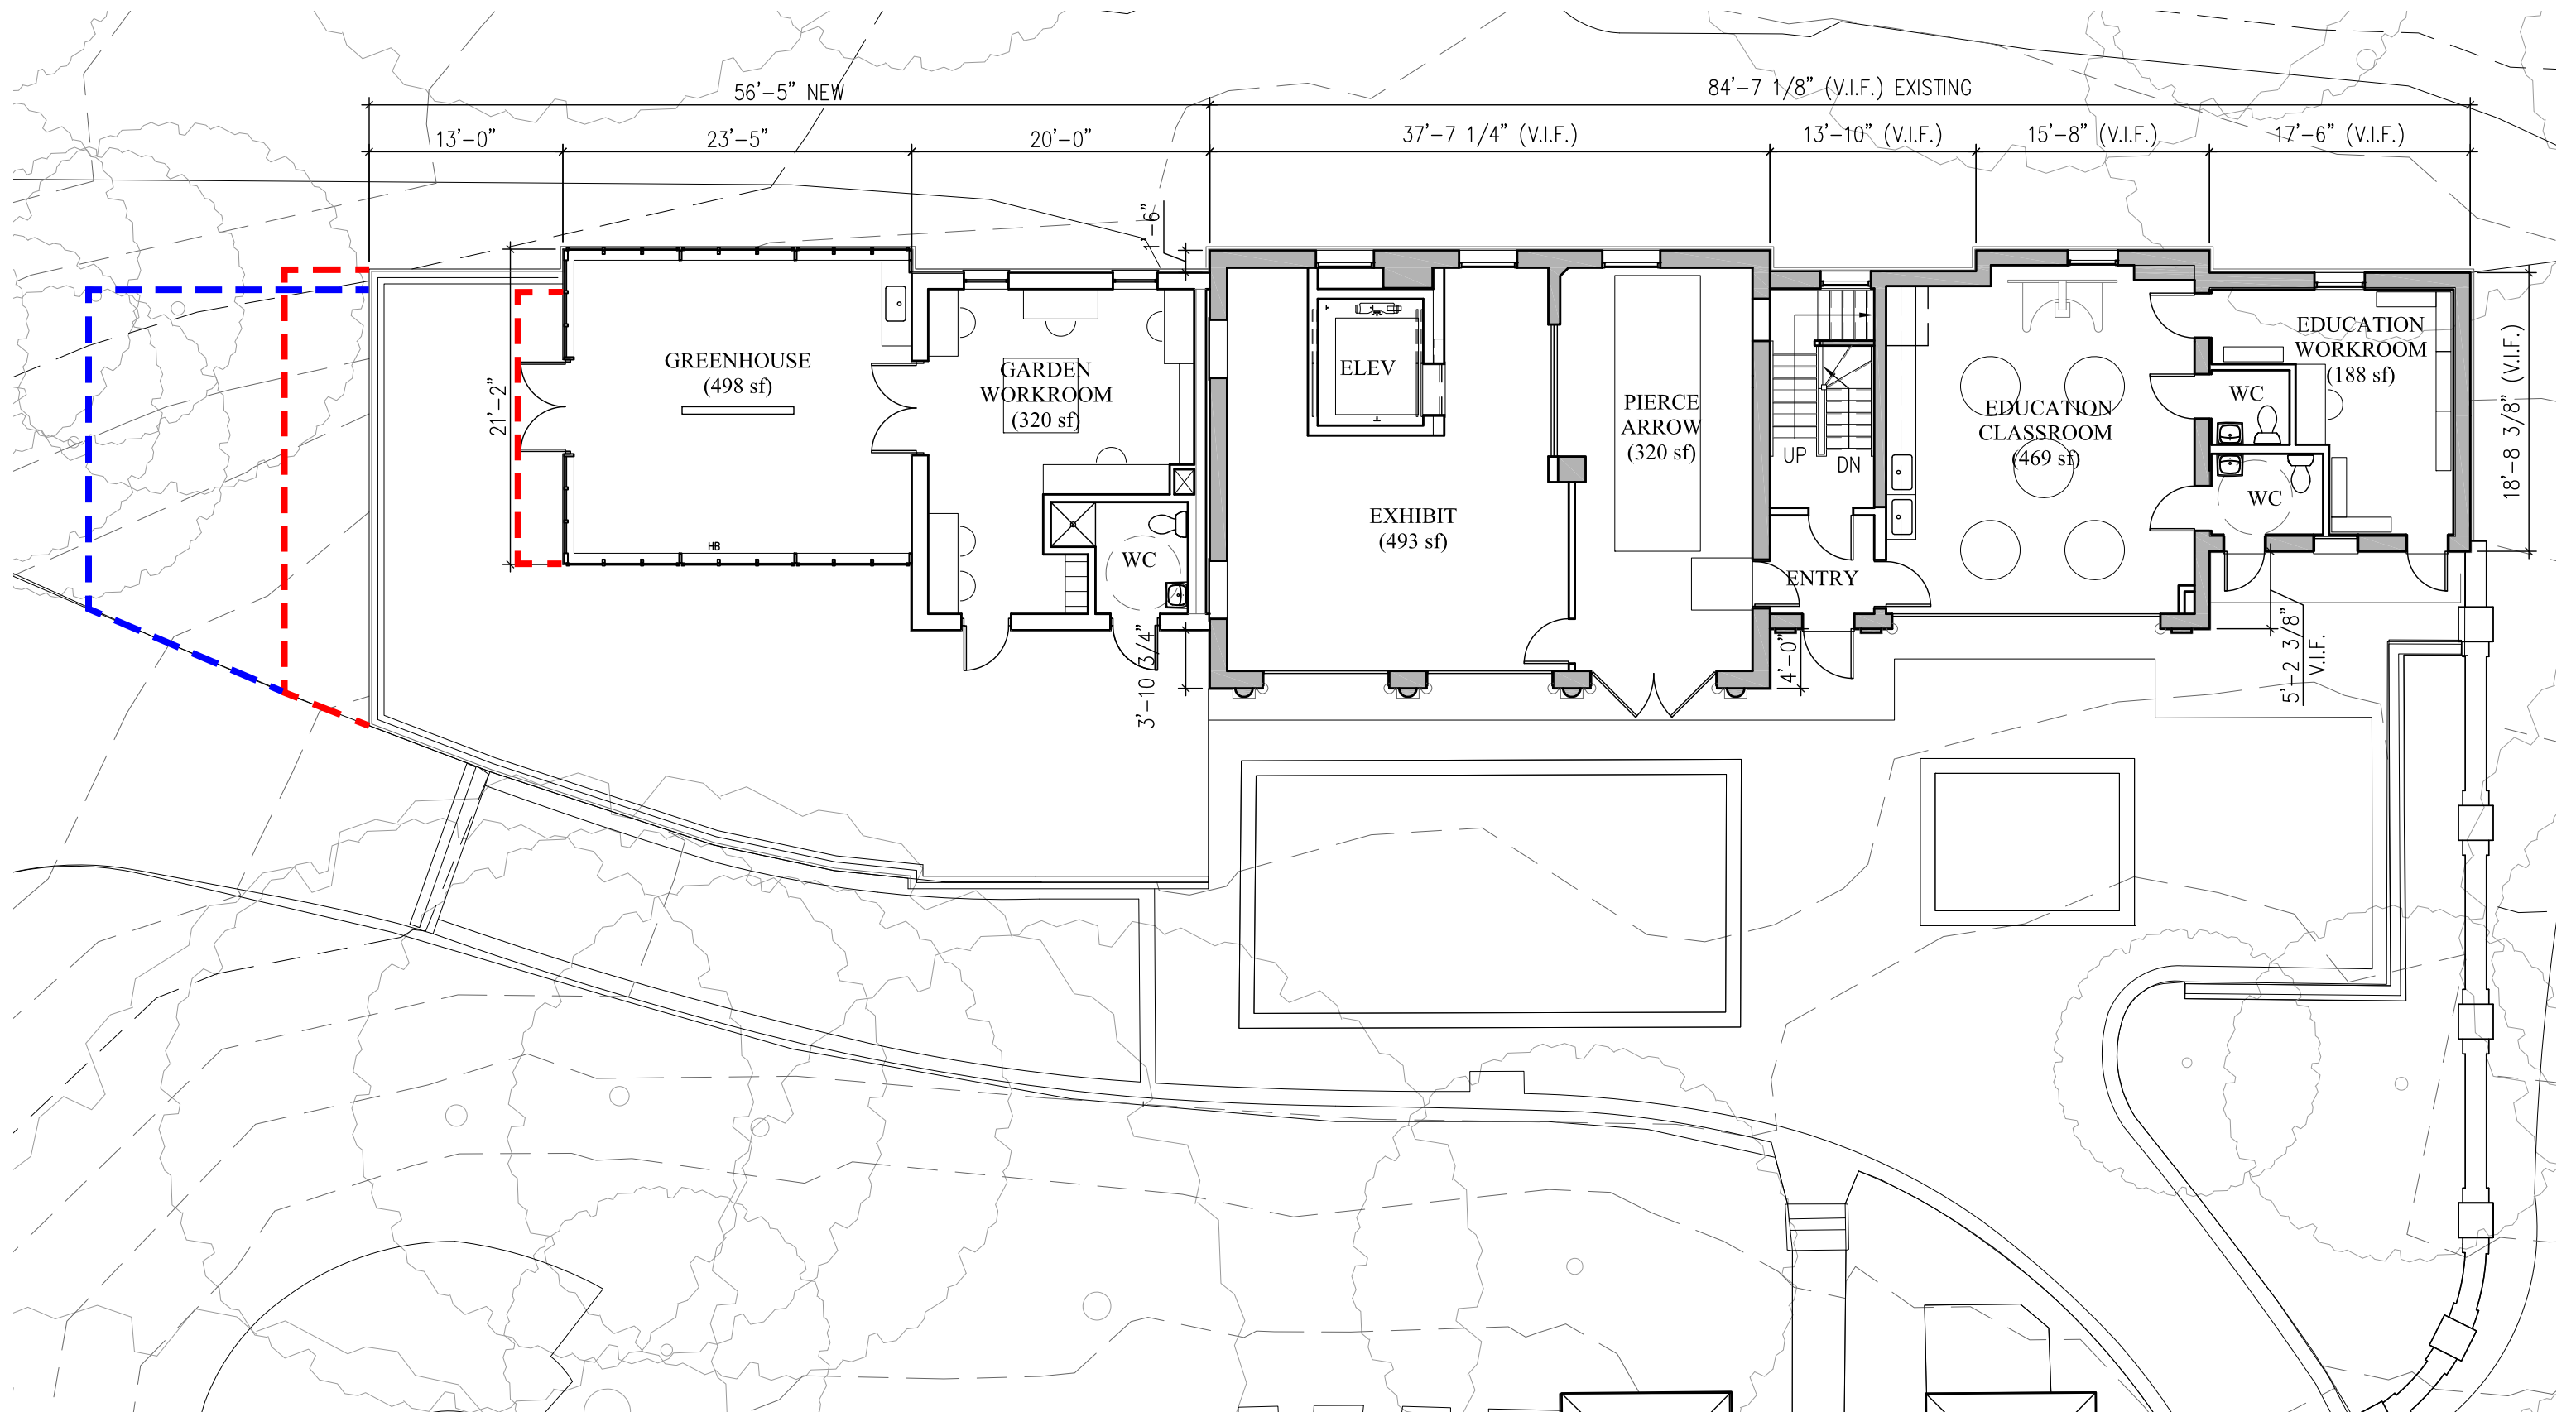 56'-5" NEW
84'-7 1/8" (V.I.F.) EXISTING
13'-0"
23'-5"
20'-0"
37'-7 1/4" (V.I.F.)
13'-10" (V.I.F.)
15'-8" (V.I.F.)
17'-6" (V.I.F.)
1'-6"
21'-2"
GREENHOUSE
(498 sf)
HB
GARDEN
WORKROOM
(320 sf)
WC
3'-10 3/4"
ELEV
EXHIBIT
(493 sf)
PIERCE
ARROW
(320 sf)
UP
DN
ENTRY
4'-0"
EDUCATION
CLASSROOM
(469 sf)
EDUCATION
WORKROOM
(188 sf)
WC
WC
18'-8 3/8" (V.I.F.)
5'-2 3/8"
V.I.F.